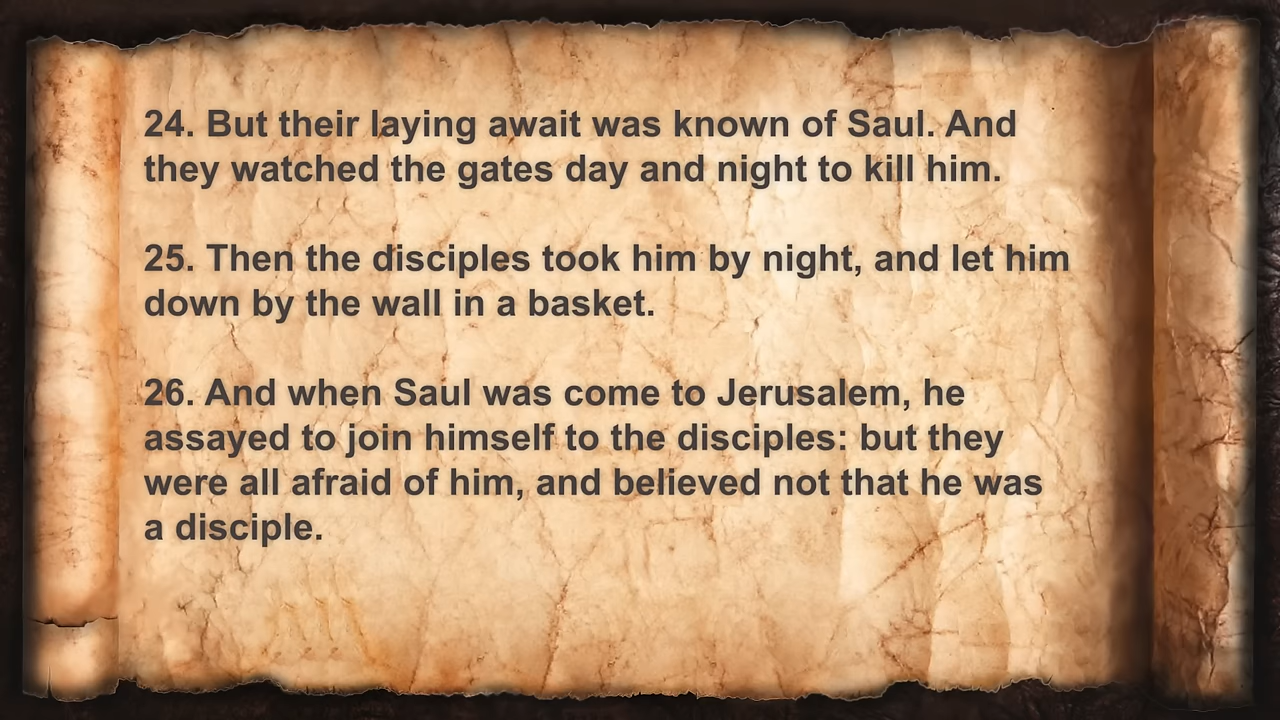 24. But their laying await was known of Saul. And
they watched the gates day and night to kill him.
25. Then the disciples took him by night, and let him
down by the wall in a basket.
26. And when Saul was come to Jerusalem, he
assayed to join himself to the disciples: but they
were all afraid of him, and believed not that he was
a disciple.